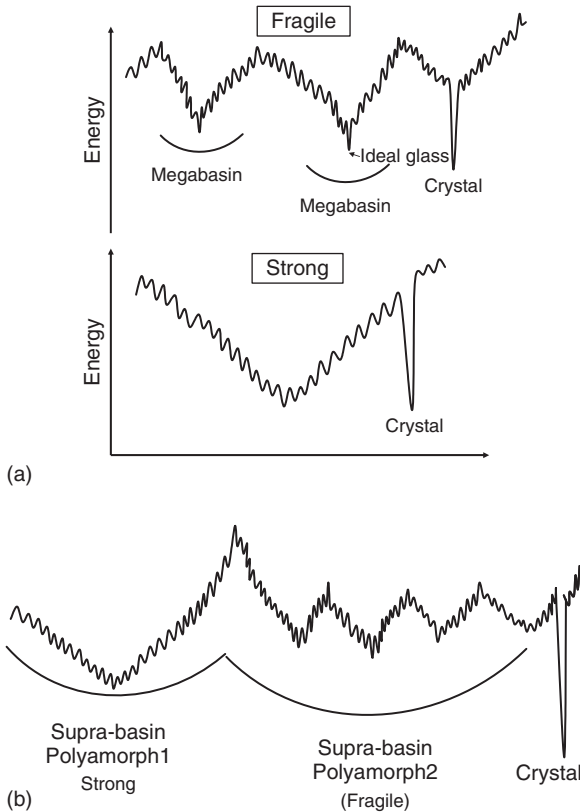 Fragile
Energy
Megabasin
Ideal glass
Megabasin
Crystal
Strong
Energy
Crystal
(a)
Supra-basin
Polyamorph1
Strong
Supra-basin
Polyamorph2
(Fragile)
Crystal
(b)